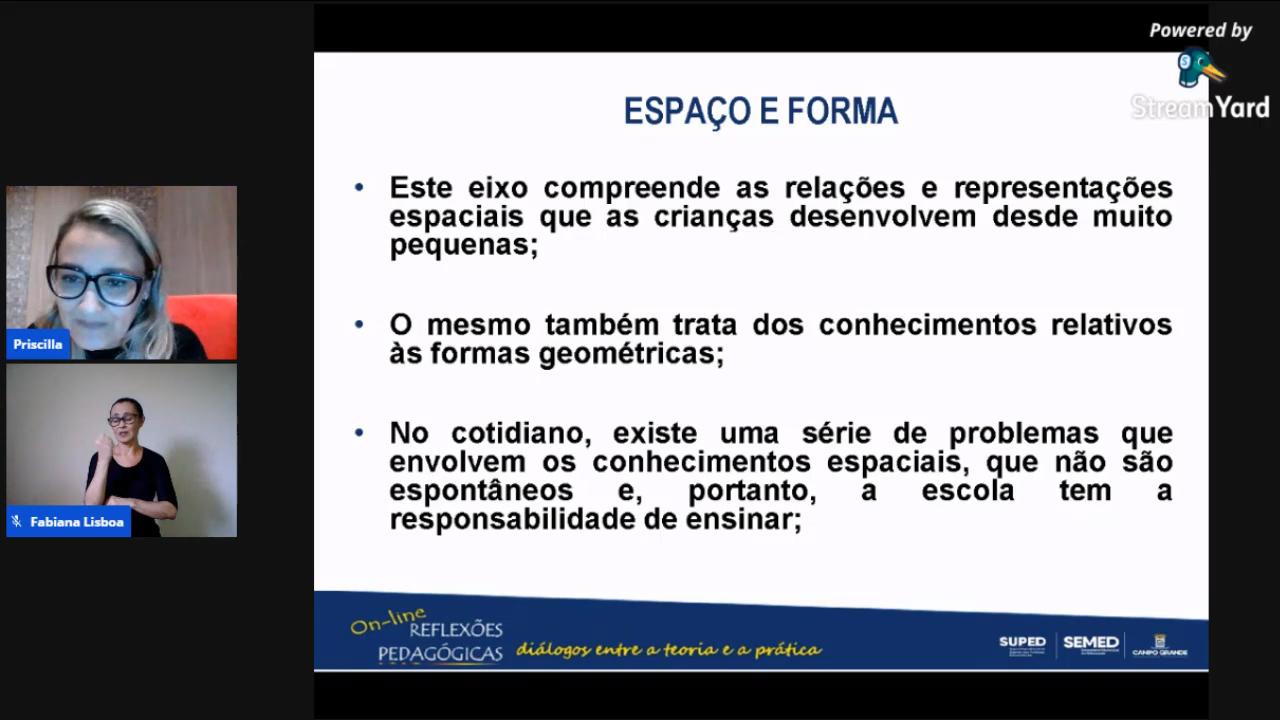 Powered by
StreamYard
ESPAÇO E FORMA
• Este eixo compreende as relações e representações
espaciais que as crianças desenvolvem desde muito
pequenas;
• O mesmo também trata dos conhecimentos relativos
às formas geométricas;
• No cotidiano, existe uma série de problemas que
envolvem os conhecimentos espaciais, que não são
espontâneos e, portanto, a escola tem a
responsabilidade de ensinar;
Priscilla
Fabiana Lisboa
On-line
REFLEXÕES
PEDAGÓGICAS
diálogos entre a teoria e a prática
SUPED
SEMED
CAMPO GRANDE